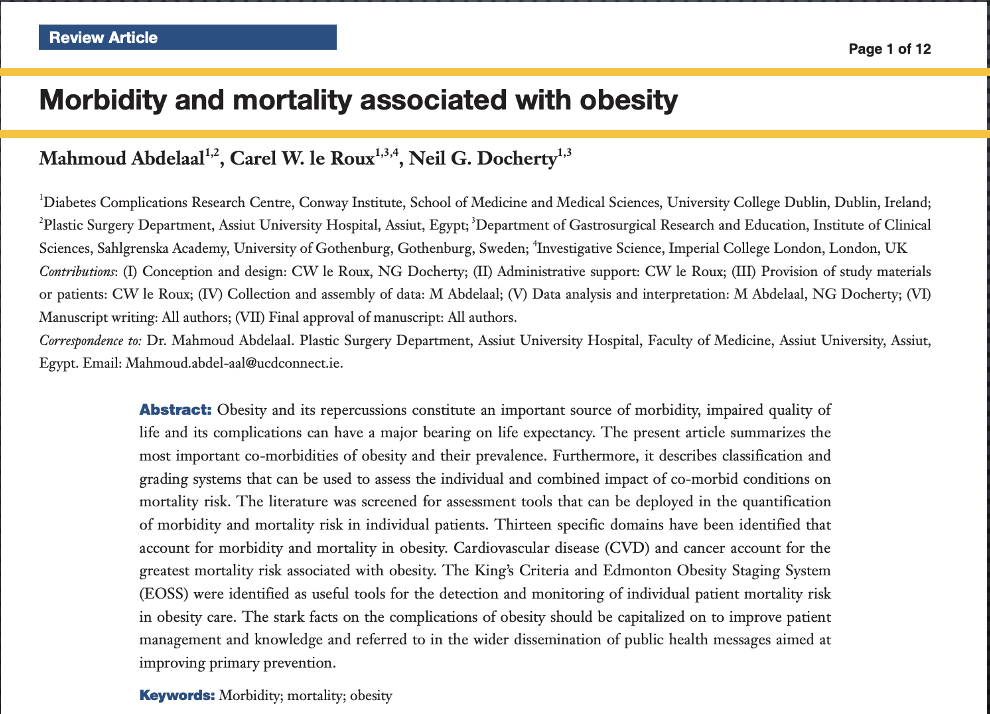 Review Article
Page 1 of 12
Morbidity and mortality associated with obesity
Mahmoud Abdelaal1,2, Carel W. le Roux1,3,4, Neil G. Docherty1,3
1Diabetes Complications Research Centre, Conway Institute, School of Medicine and Medical Sciences, University College Dublin, Dublin, Ireland;
2Plastic Surgery Department, Assiut University Hospital, Assiut, Egypt; 3Department of Gastrosurgical Research and Education, Institute of Clinical
Sciences, Sahlgrenska Academy, University of Gothenburg, Gothenburg, Sweden; 4Investigative Science, Imperial College London, London, UK
Contributions: (I) Conception and design: CW le Roux, NG Docherty; (II) Administrative support: CW le Roux; (III) Provision of study materials
or patients: CW le Roux; (IV) Collection and assembly of data: M Abdelaal; (V) Data analysis and interpretation: M Abdelaal, NG Docherty; (VI)
Manuscript writing: All authors; (VII) Final approval of manuscript: All authors.
Correspondence to: Dr. Mahmoud Abdelaal. Plastic Surgery Department, Assiut University Hospital, Faculty of Medicine, Assiut University, Assiut,
Egypt. Email: Mahmoud.abdel-aal@ucdconnect.ie.
Abstract: Obesity and its repercussions constitute an important source of morbidity, impaired quality of
life and its complications can have a major bearing on life expectancy. The present article summarizes the
most important co-morbidities of obesity and their prevalence. Furthermore, it describes classification and
grading systems that can be used to assess the individual and combined impact of co-morbid conditions on
mortality risk. The literature was screened for assessment tools that can be deployed in the quantification
of morbidity and mortality risk in individual patients. Thirteen specific domains have been identified that
account for morbidity and mortality in obesity. Cardiovascular disease (CVD) and cancer account for the
greatest mortality risk associated with obesity. The King's Criteria and Edmonton Obesity Staging System
(EOSS) were identified as useful tools for the detection and monitoring of individual patient mortality risk
in obesity care. The stark facts on the complications of obesity should be capitalized on to improve patient
management and knowledge and referred to in the wider dissemination of public health messages aimed at
improving primary prevention.
Keywords: Morbidity; mortality; obesity